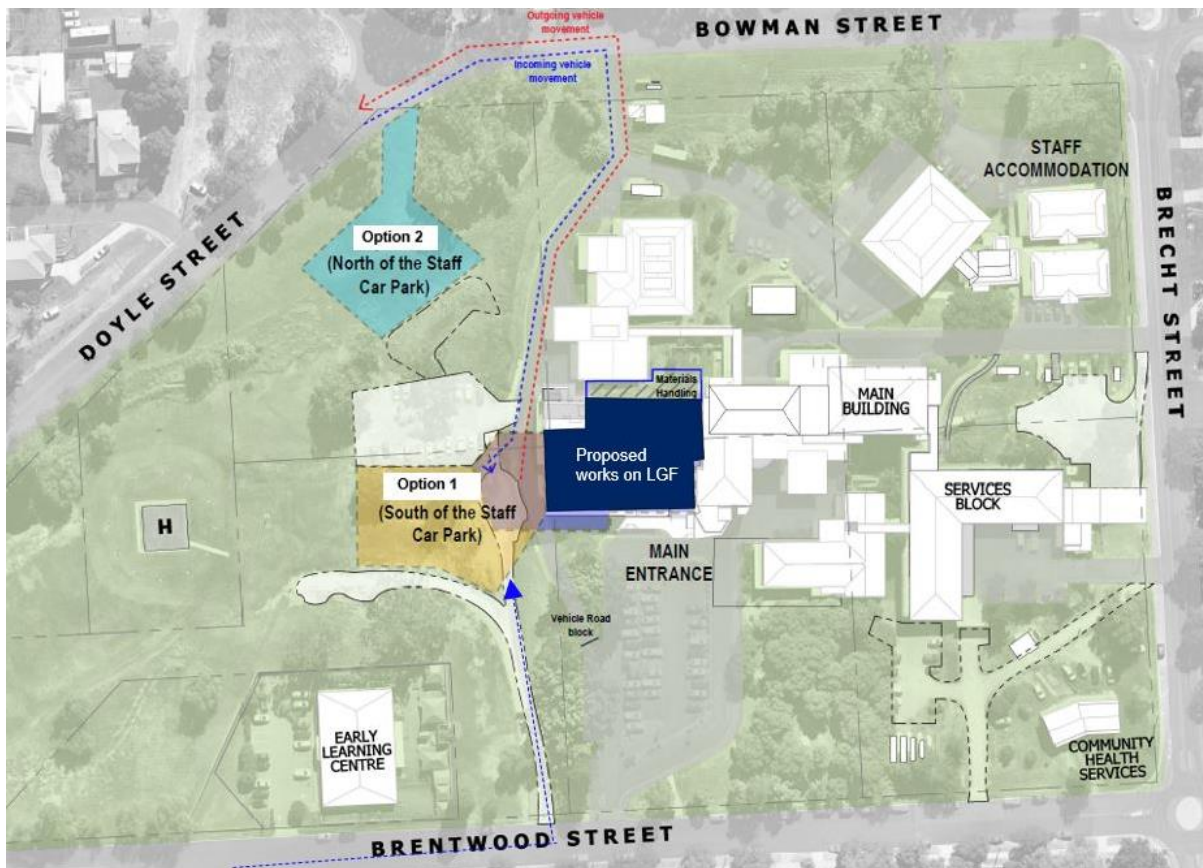 Outgoing vehicle
movement
BOWMAN STREET
Incoming vehicle
movement
STAFF
ACCOMMODATION
BRECHT STREET
DOYLE STREET
Option 2
(North of the Staff
Car Park)
Materials
Handling
MAIN
BUILDING
Proposed
works on LGF
Option 1
(South of the Staff
Car Park)
SERVICES
BLOCK
H
MAIN
ENTRANCE
Vehicle Road
block
EARLY
LEARNING
CENTRE
COMMUNITY
HEALTH
SERVICES
BRENTWOOD STREET